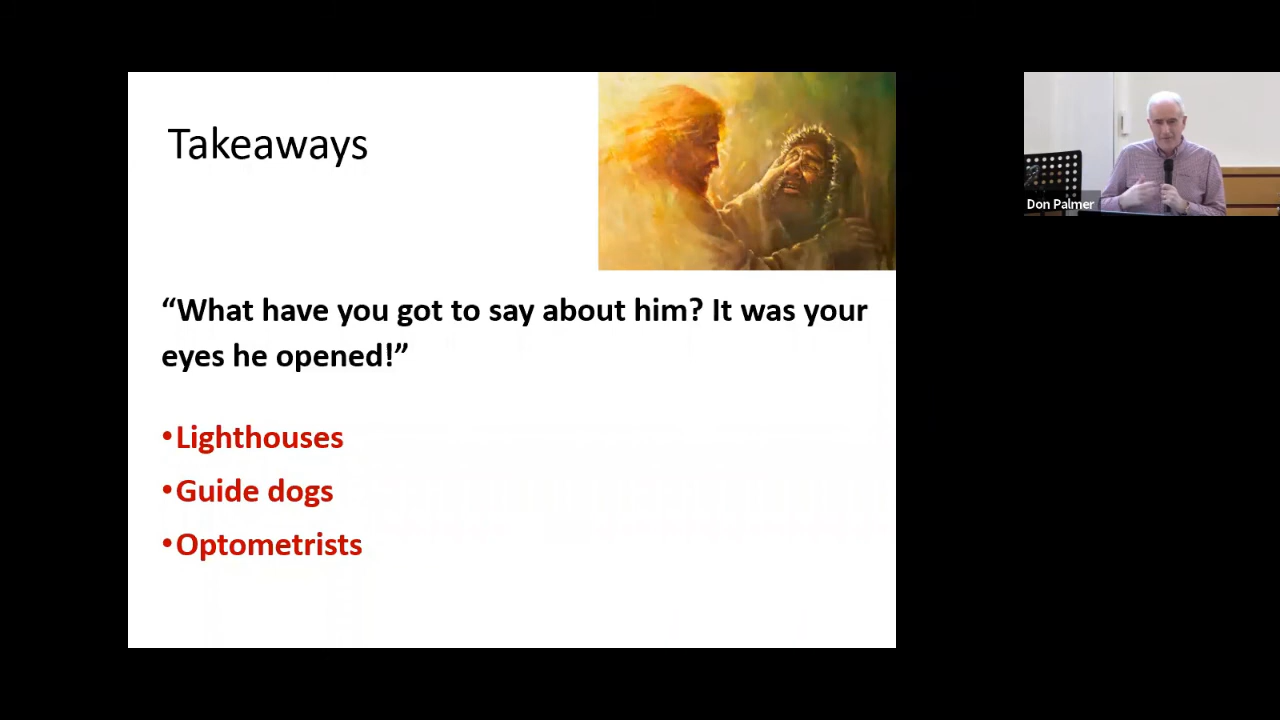 Takeaways
“What have you got to say about him? It was your
eyes he opened!”
•Lighthouses
•Guide dogs
•Optometrists
Don Palmer